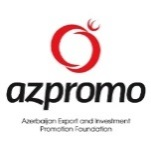 azpromo
Azerbaijan Export and Investment
Promotion Foundation